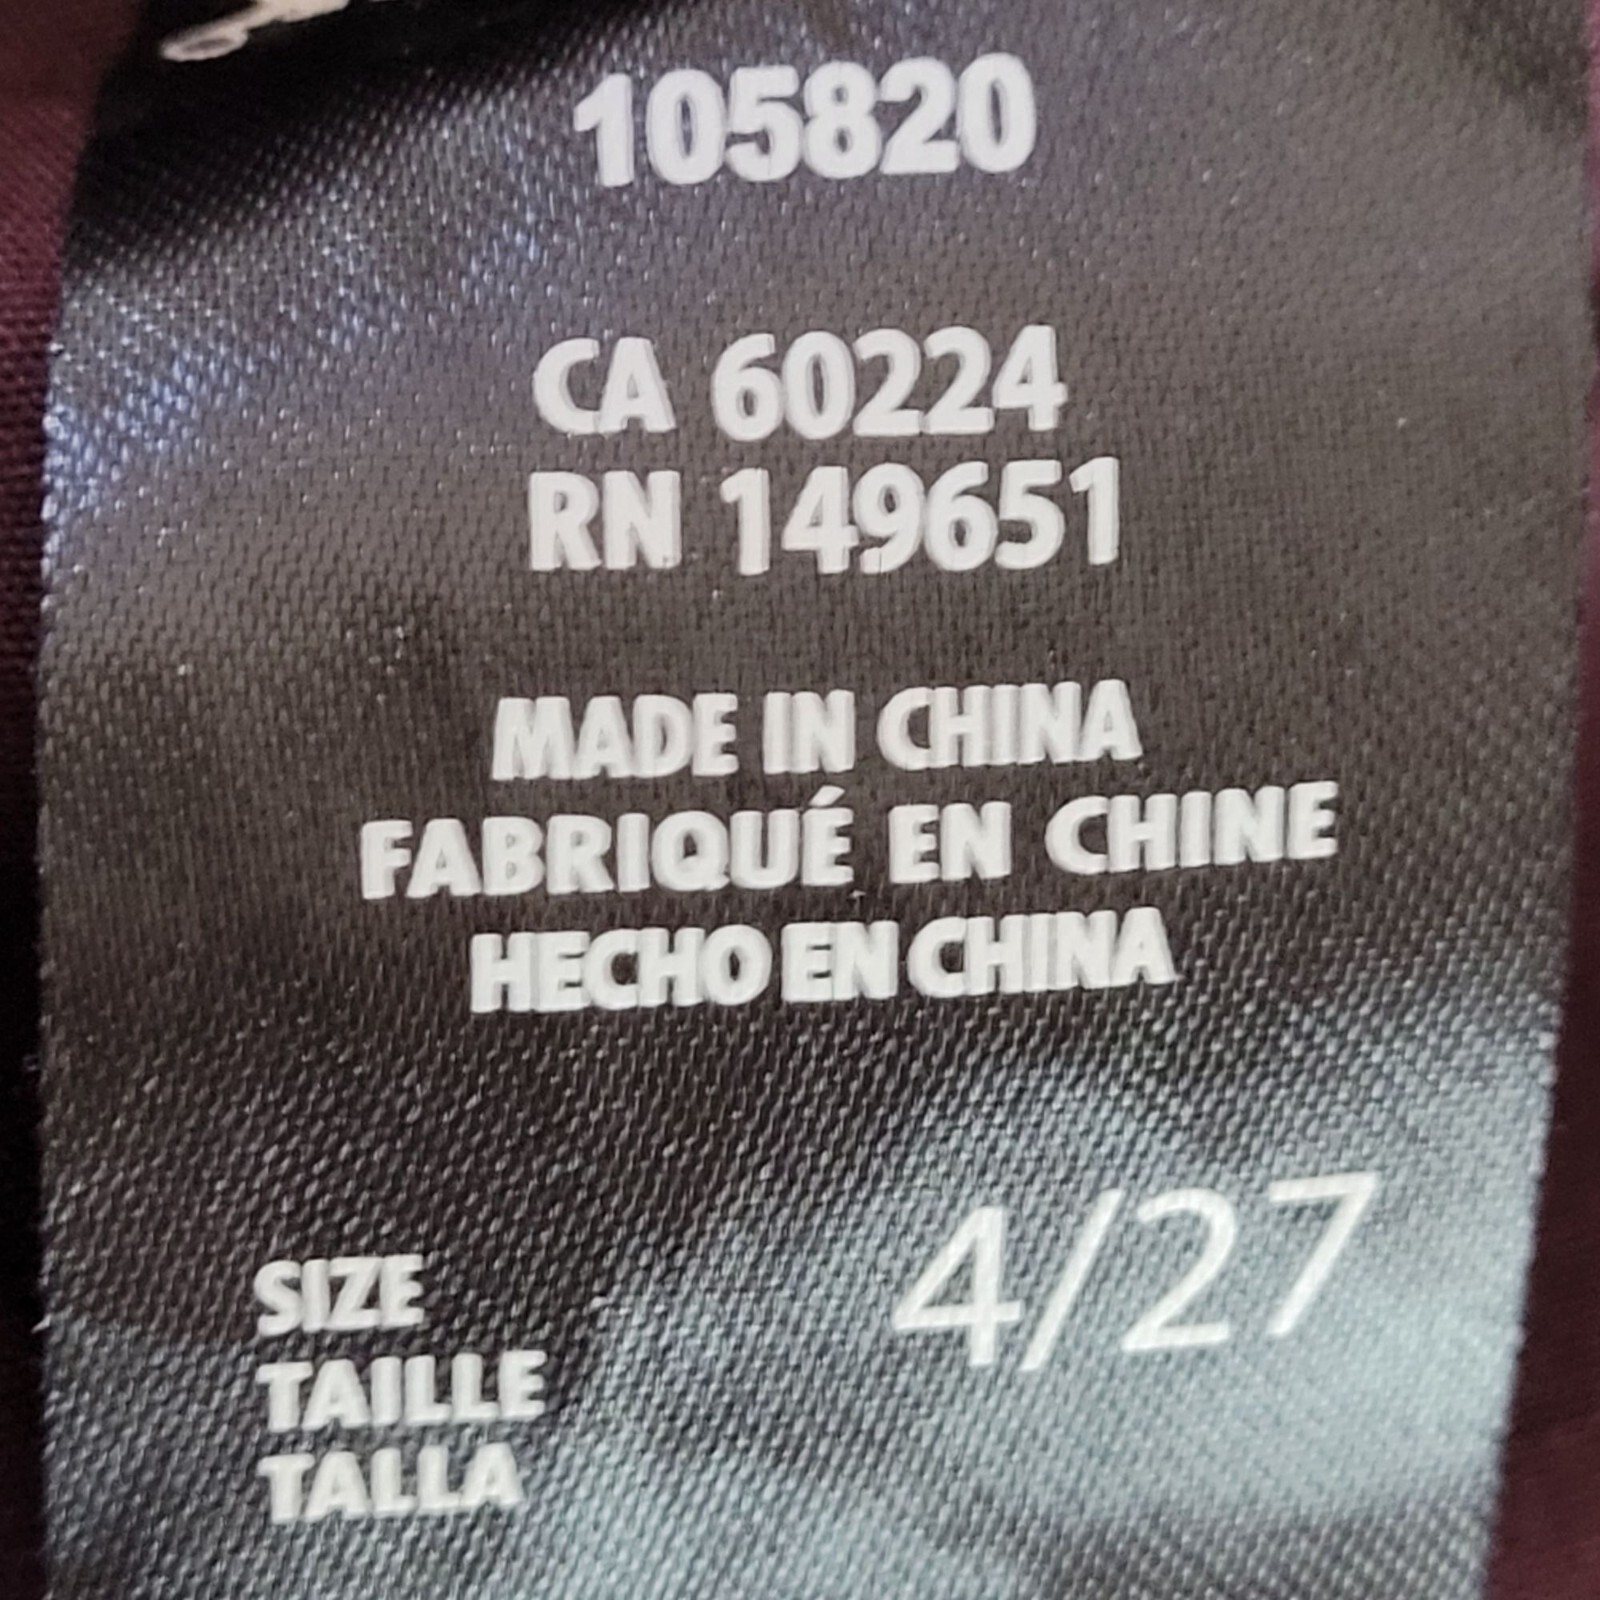 105820
CA 60224
RN 149651
MADE IN CHINA
FABRIQUÉ EN CHINE
HECHO EN CHINA
SIZE 4/27
TAILLE
TALLA